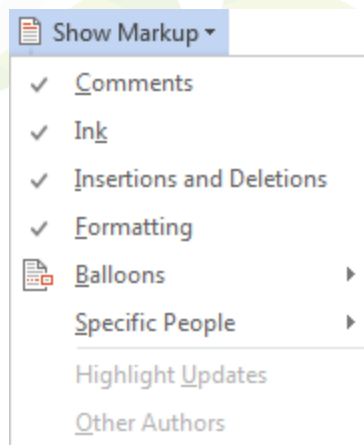 Show Markup
Comments
Ink
Insertions and Deletions
Formatting
Balloons
Specific People
Highlight Updates
Other Authors